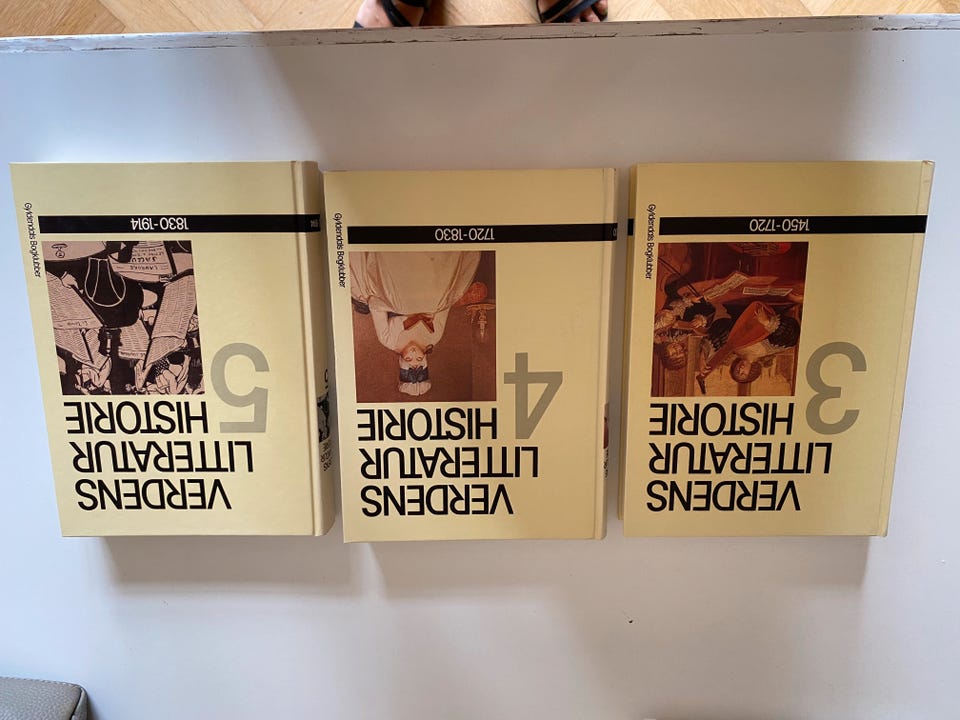 VERDENS
LITTERATUR
HISTORIE
3
1450-1720
Gyldendals Bogklubber
VERDENS
LITTERATUR
HISTORIE
4
1720-1830
Gyldendals Bogklubber
VERDENS
LITTERATUR
HISTORIE
5
1830-1914
Gyldendals Bogklubber